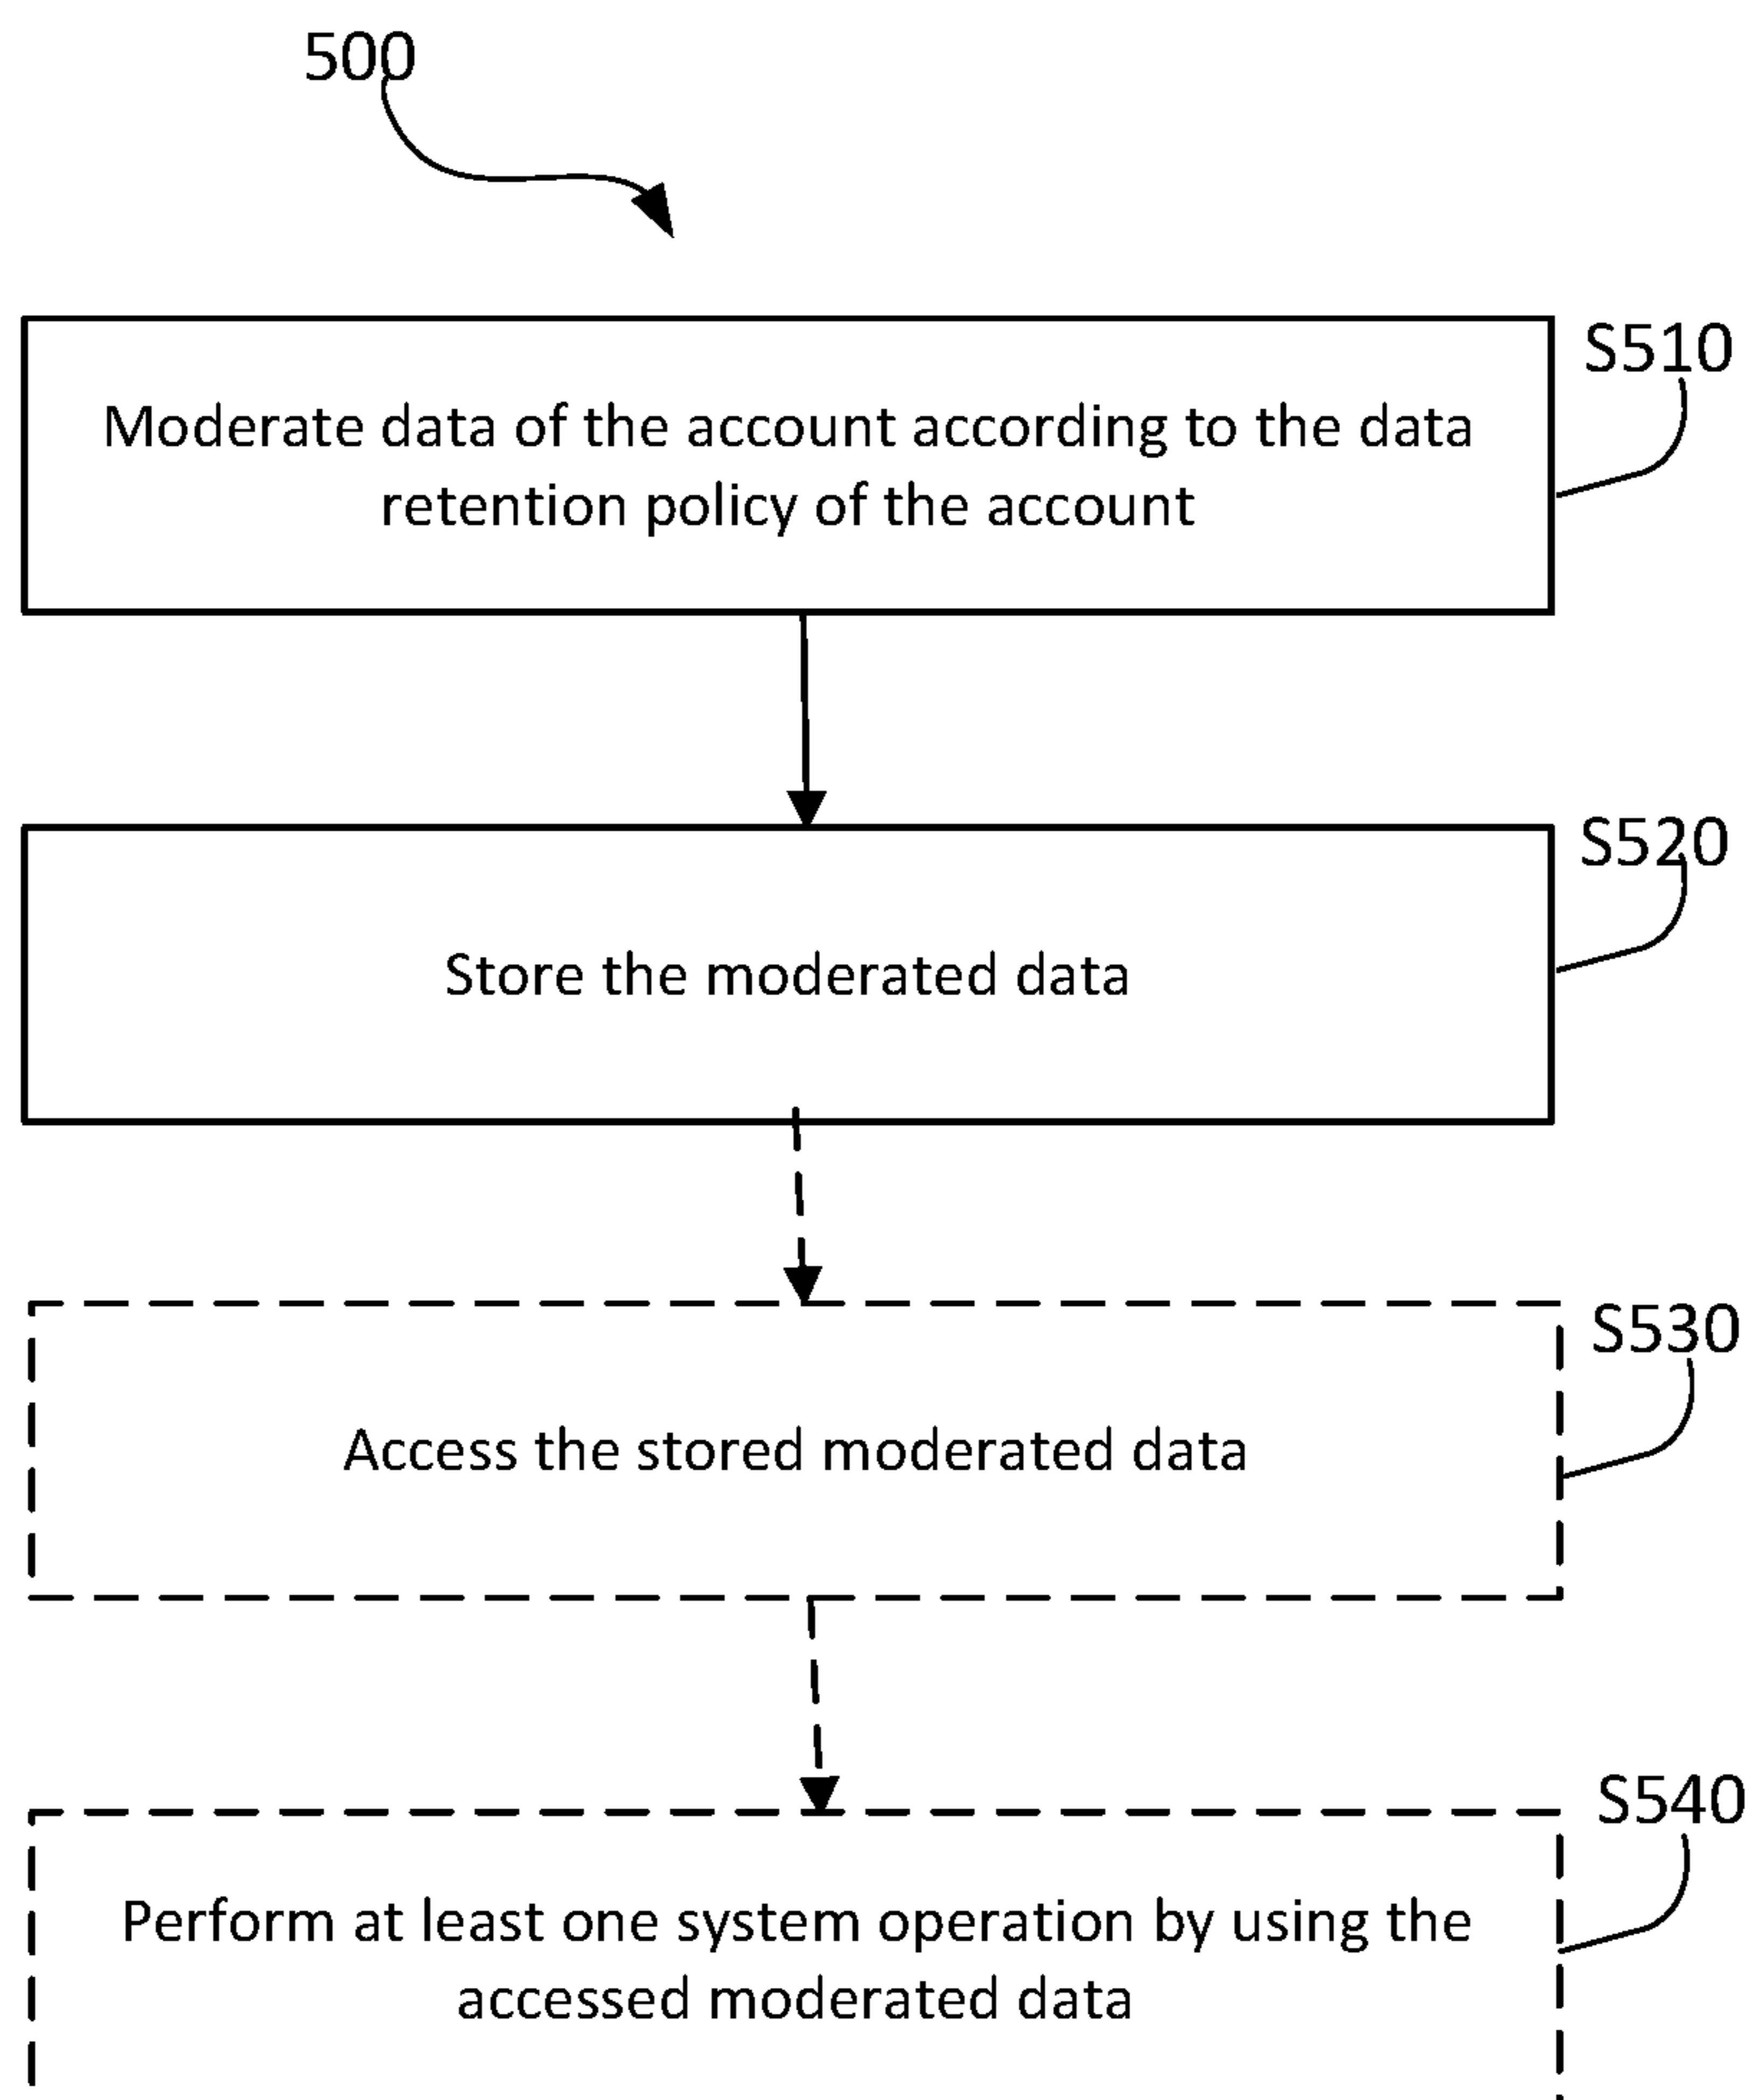 500
S510
Moderate data of the account according to the data
retention policy of the account
S520
Store the moderated data
S530
Access the stored moderated data
S540
Perform at least one system operation by using the
accessed moderated data